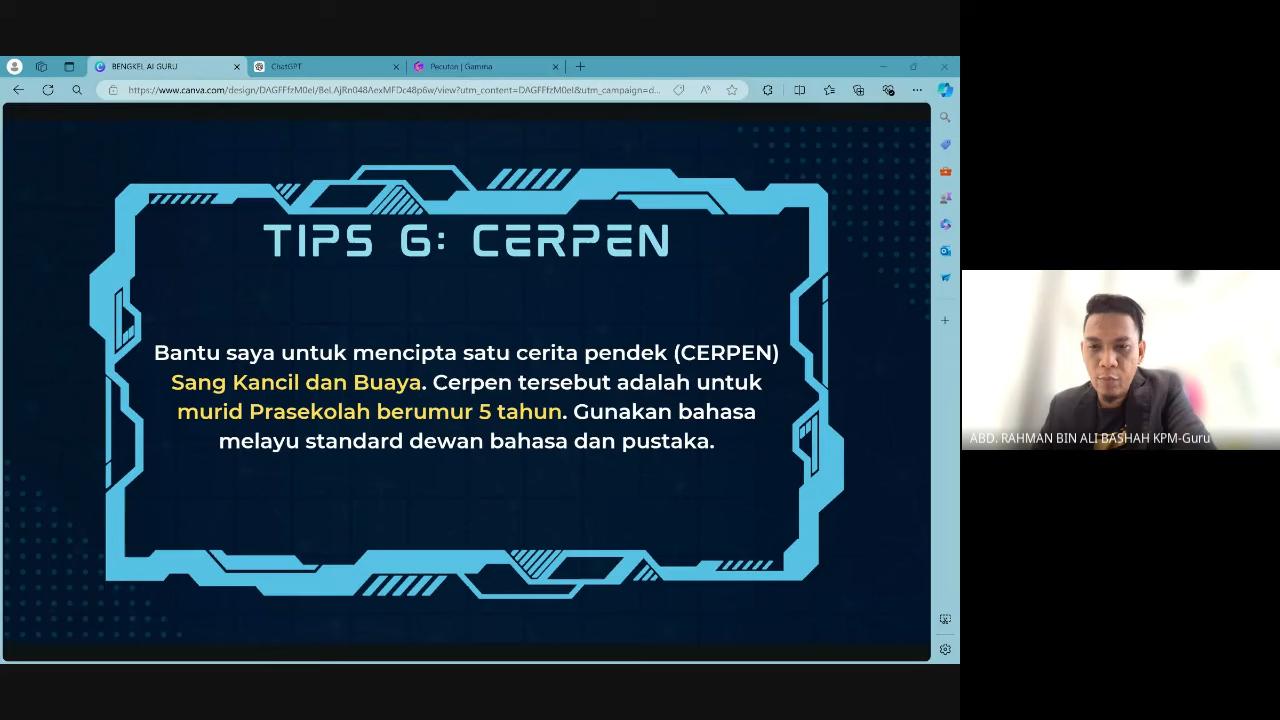 BENGKEL AI GURU
ChatGPT
Pecutan | Gamma
TIPS 6: CERPEN
Bantu saya untuk mencipta satu cerita pendek (CERPEN)
Sang Kancil dan Buaya. Cerpen tersebut adalah untuk
murid Prasekolah berumur 5 tahun. Gunakan bahasa
melayu standard dewan bahasa dan pustaka.
ABD. RAHMAN BIN ALI BASHAH KPM-Guru